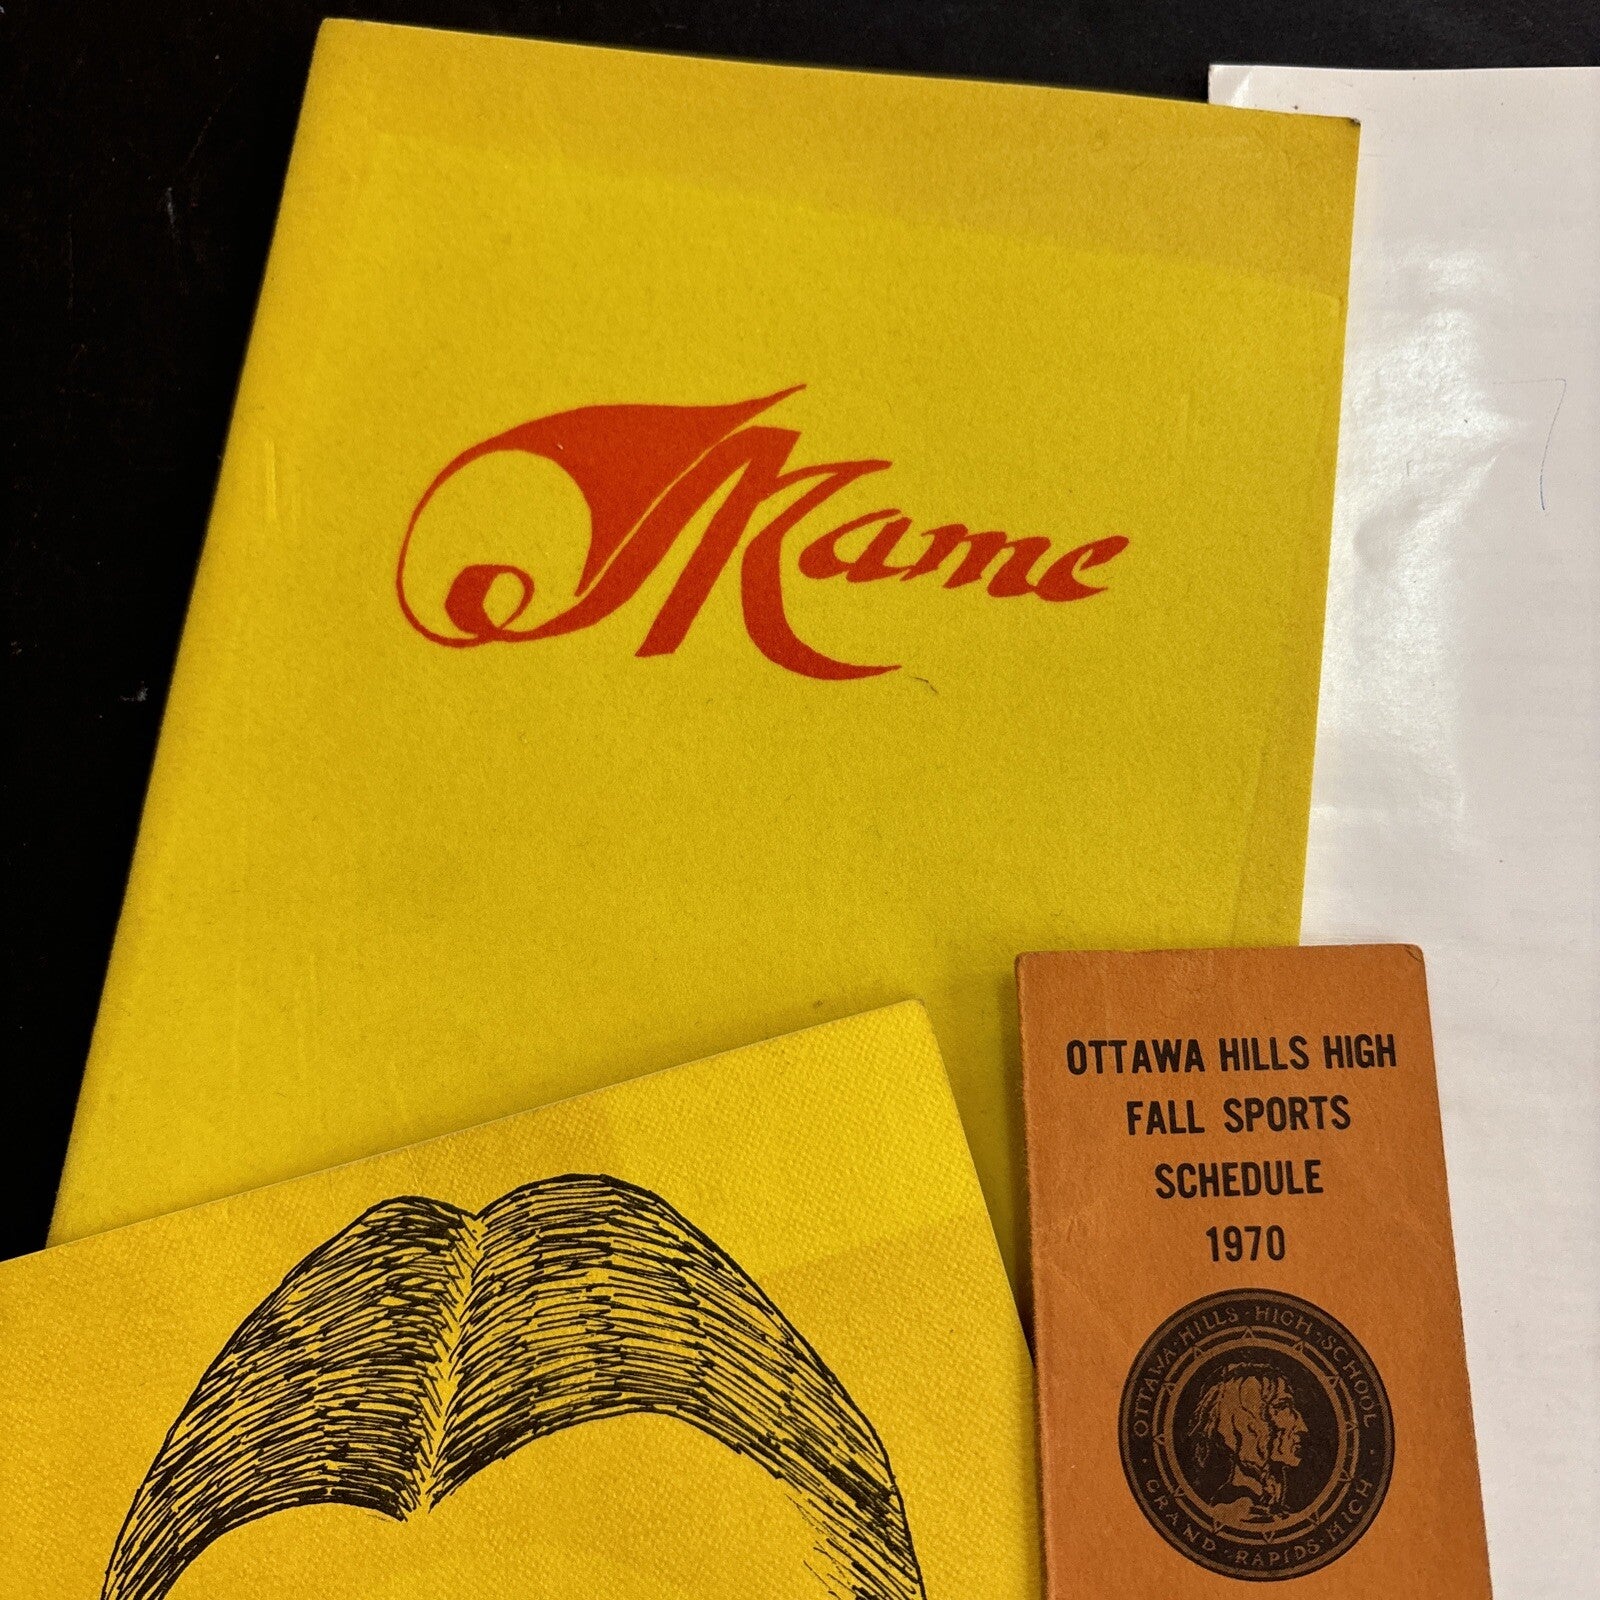 Mame
OTTAWA HILLS HIGH
FALL SPORTS
SCHEDULE
1970
OTTAWA·HILLS·HIGH·SCHOOL·
GRAND·RAPIDS·MICH·